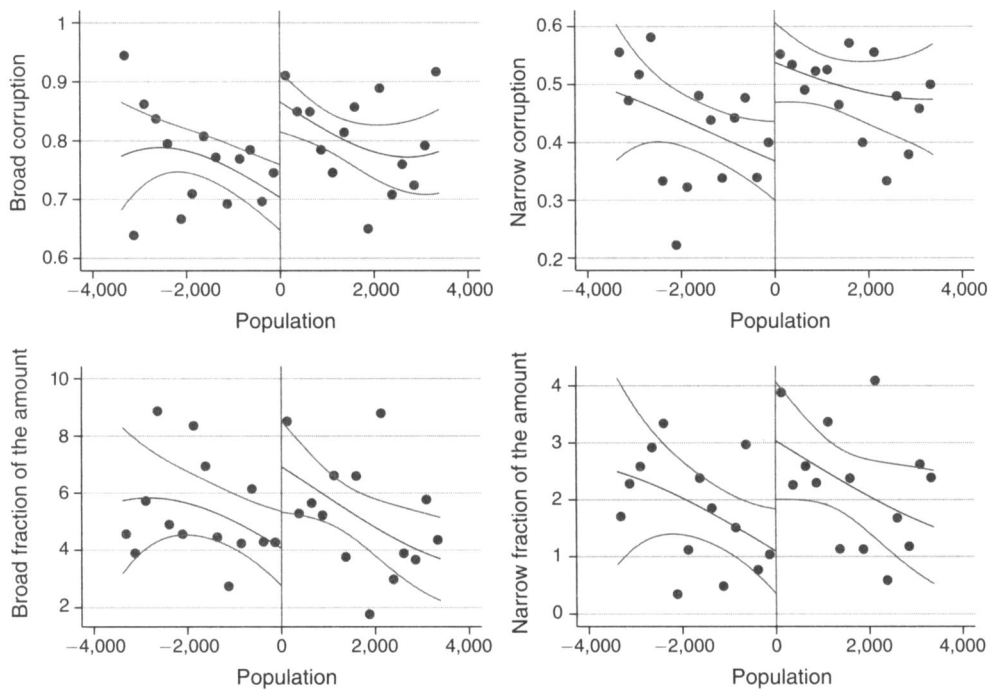 Broad corruption
1
0.9
0.8
0.7
0.6
−4,000 −2,000 0 2,000 4,000
Population
Narrow corruption
0.6
0.5
0.4
0.3
0.2
−4,000 −2,000 0 2,000 4,000
Population
Broad fraction of the amount
10
8
6
4
2
−4,000 −2,000 0 2,000 4,000
Population
Narrow fraction of the amount
4
3
2
1
0
−4,000 −2,000 0 2,000 4,000
Population